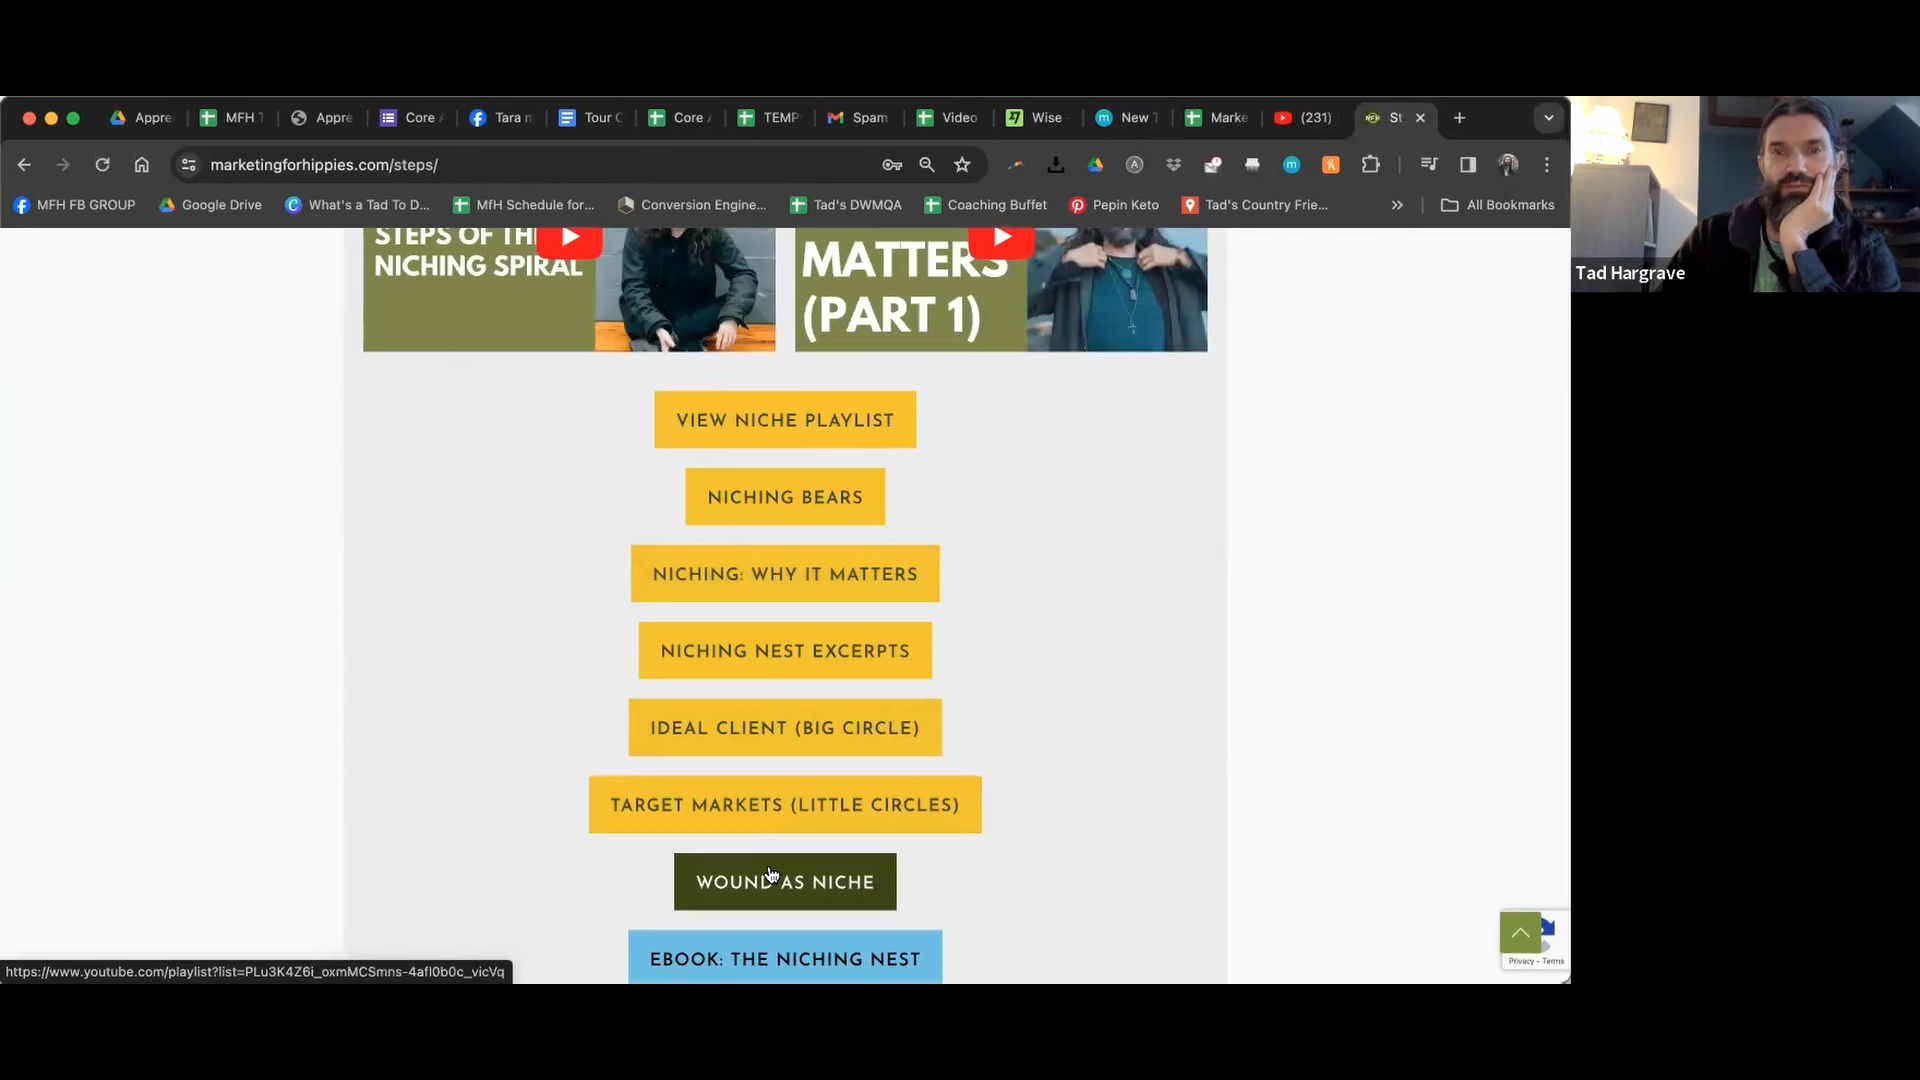 Appre
MFH T
Appre
Core
Tara m
Tour C
Core
TEMP
Spam
Video
Wise
New T
Marke
(231)
St
marketingforhippies.com/steps/
MFH FB GROUP
Google Drive
What's a Tad To D...
MfH Schedule for...
Conversion Engine...
Tad's DWMQA
Coaching Buffet
Pepin Keto
Tad's Country Frie...
All Bookmarks
Tad Hargrave
STEPS OF TH
NICHING SPIRAL
MATTERS
(PART 1)
VIEW NICHE PLAYLIST
NICHING BEARS
NICHING: WHY IT MATTERS
NICHING NEST EXCERPTS
IDEAL CLIENT (BIG CIRCLE)
TARGET MARKETS (LITTLE CIRCLES)
WOUND AS NICHE
EBOOK: THE NICHING NEST
Privacy - Terms
https://www.youtube.com/playlist?list=PLu3K4Z6i_oxmMCSmns-4afl0b0c_vicVq